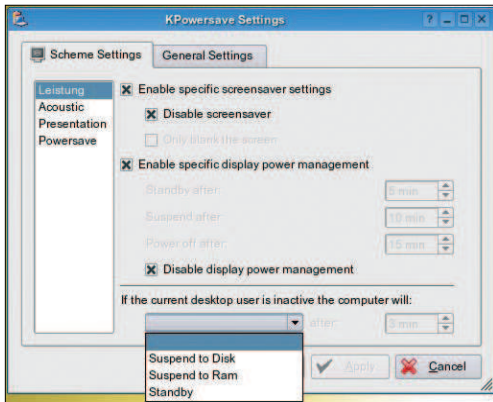 KPowersave Settings
Scheme Settings
General Settings
Leistung
Acoustic
Presentation
Powersave
Enable specific screensaver settings
Disable screensaver
Only blank the screen
Enable specific display power management
Standby after:
5 min
Suspend after:
10 min
Power off after:
15 min
Disable display power management
If the current desktop user is inactive the computer will:
after:
3 min
Suspend to Disk
Suspend to Ram
Standby
Apply
Cancel